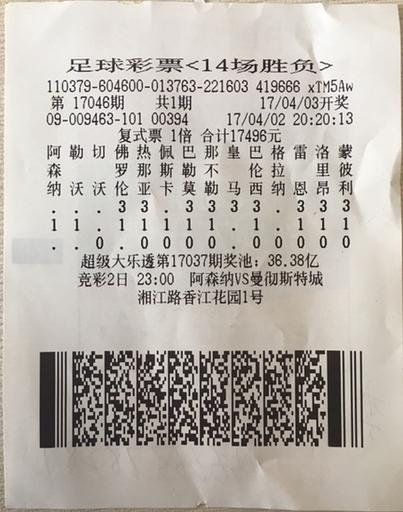 足球彩票<14场胜负>
110379-604600-013763-221603 419666 xTM5Aw
第 17046期 共1期 17/04/03开奖
09-009463-101 00394 17/04/02 20:20:13
复式票 1倍 合计17496元
阿 勒 切 佛 热 佩 巴 那 皇 巴 格 雷 洛 蒙
森 罗 那 斯 勒 不 伦 拉 里 彼
纳 沃 沃 伦 亚 卡 莫 勒 马 西 纳 恩 昂 利
. . . 3 3 . 3 3 3 3 . 3 3 3
1 1 . 1 1 1 1 1 . 1 . 1 1 1
. . 0 . 0 0 0 0 0 0 0 0 0 0
超级大乐透第17037期奖池：36.38亿
竞彩2日 23:00 阿森纳VS曼彻斯特城
湘江路香江花园1号